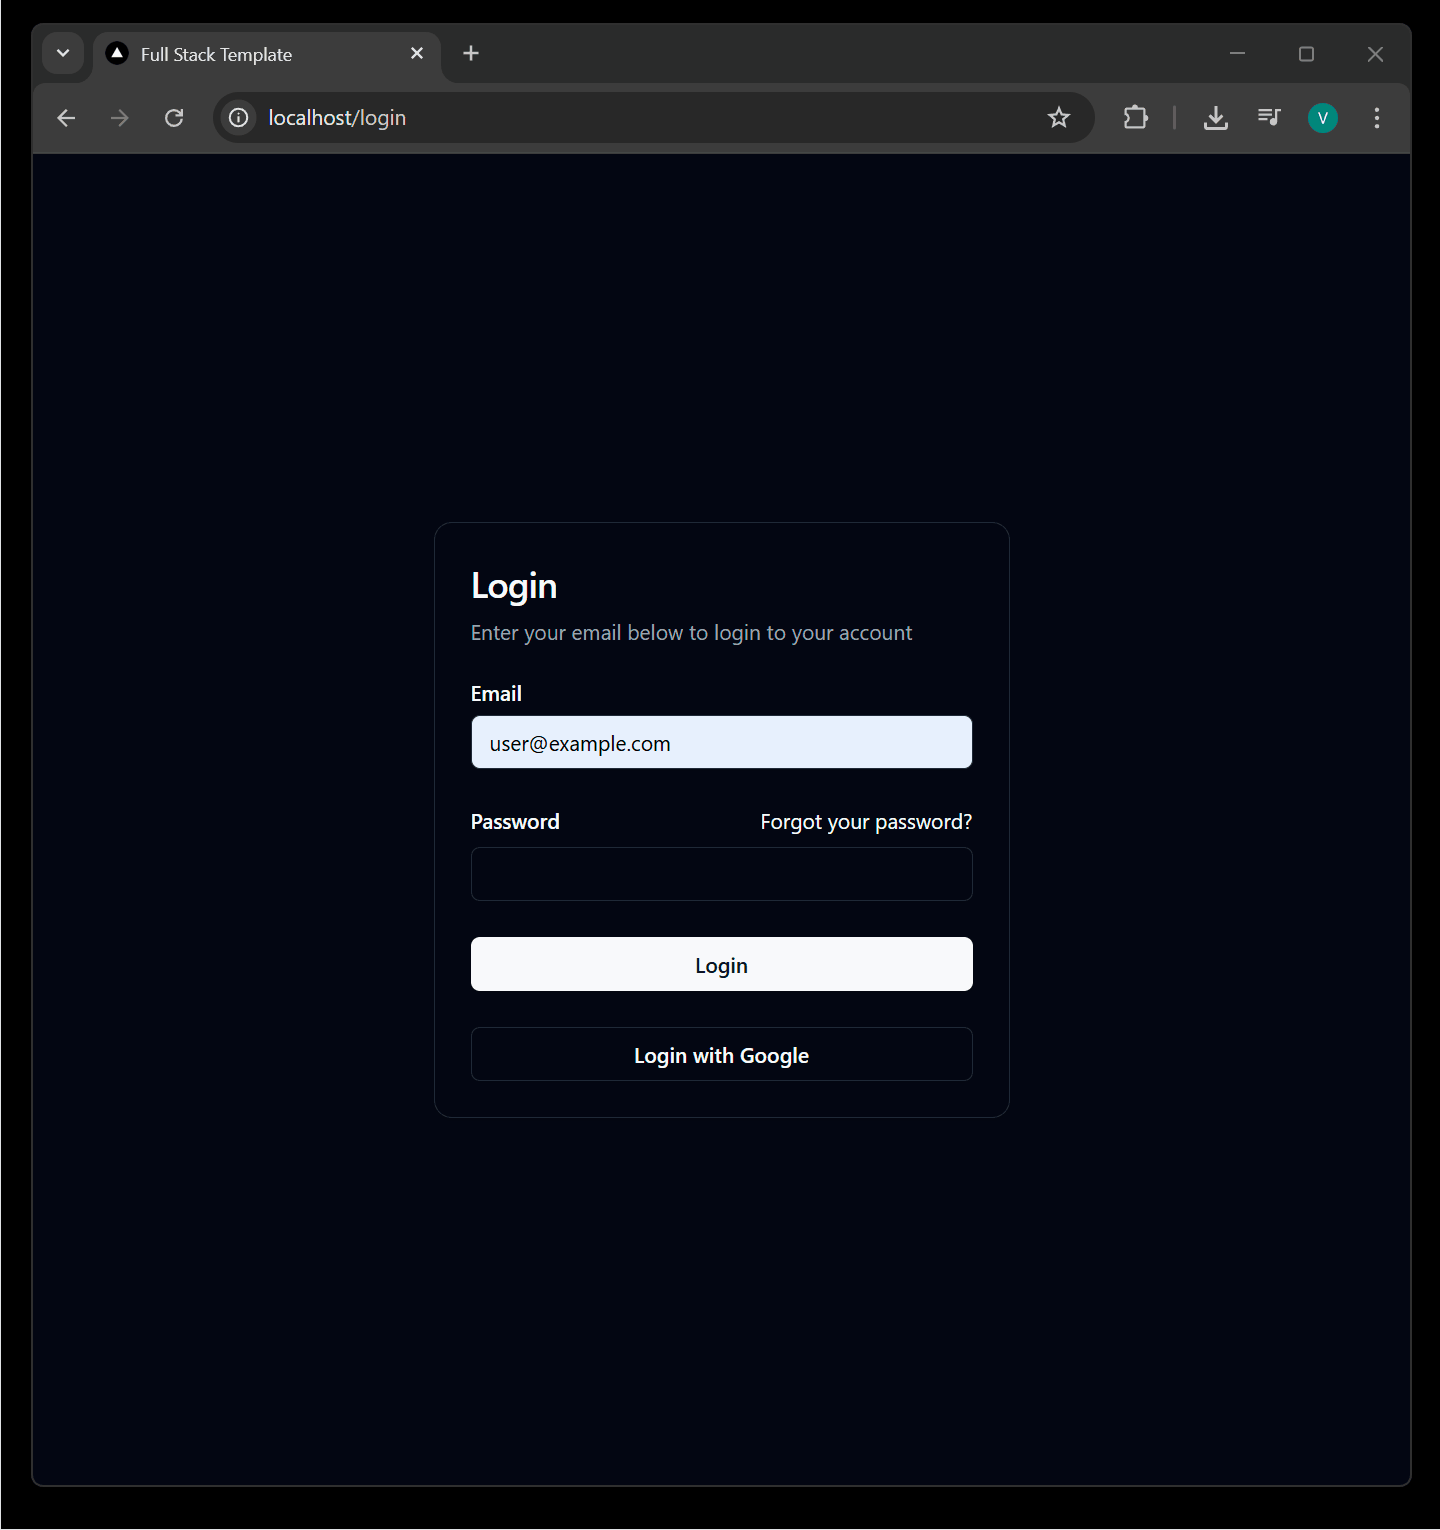 Full Stack Template
localhost/login
V
Login
Enter your email below to login to your account
Email
user@example.com
Password
Forgot your password?
Login
Login with Google